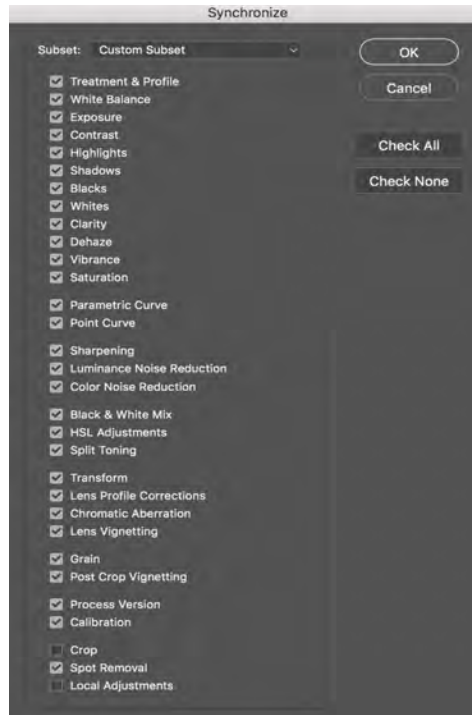 Synchronize
Subset: Custom Subset
OK
Cancel
Check All
Check None
Treatment & Profile
White Balance
Exposure
Contrast
Highlights
Shadows
Blacks
Whites
Clarity
Dehaze
Vibrance
Saturation
Parametric Curve
Point Curve
Sharpening
Luminance Noise Reduction
Color Noise Reduction
Black & White Mix
HSL Adjustments
Split Toning
Transform
Lens Profile Corrections
Chromatic Aberration
Lens Vignetting
Grain
Post Crop Vignetting
Process Version
Calibration
Crop
Spot Removal
Local Adjustments